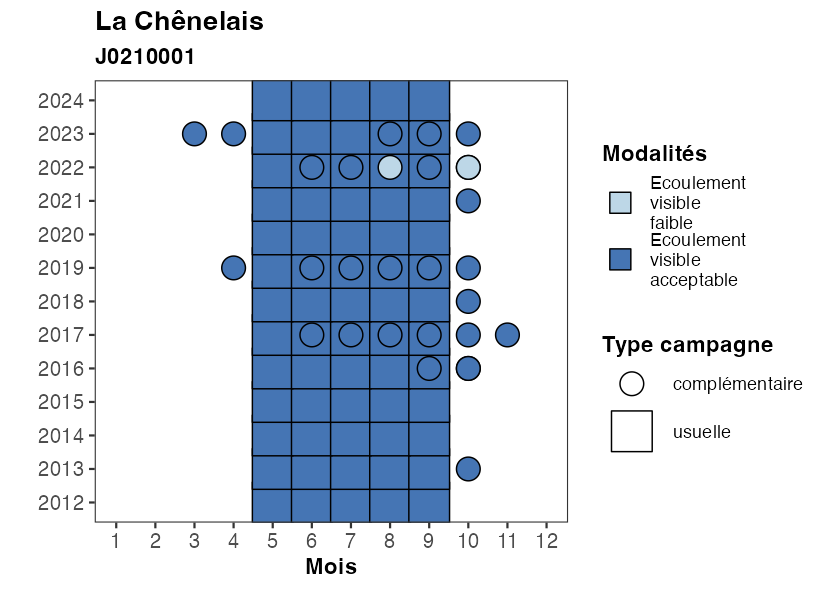 La Chênelais
J0210001
2024
2023
2022
2021
2020
2019
2018
2017
2016
2015
2014
2013
2012
1 2 3 4 5 6 7 8 9 10 11 12
Mois
Modalités
Ecoulement
visible
faible
Ecoulement
visible
acceptable
Type campagne
complémentaire
usuelle